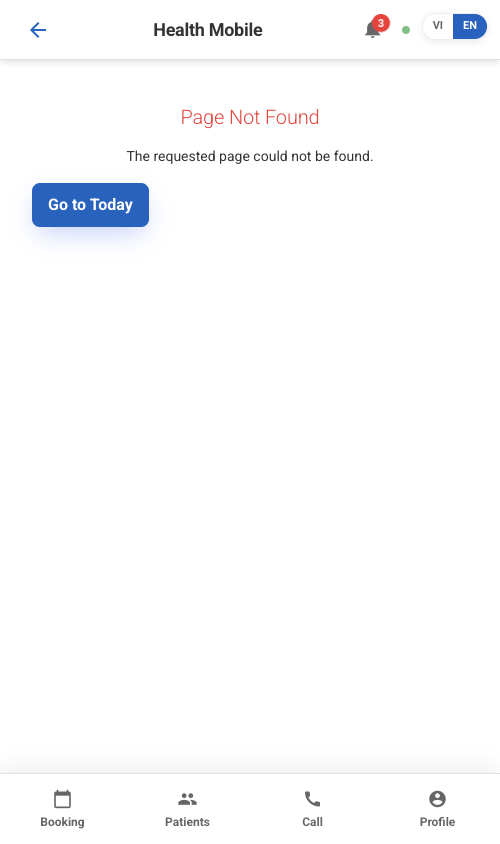 Health Mobile
3
VI
EN
Page Not Found
The requested page could not be found.
Go to Today
Booking
Patients
Call
Profile